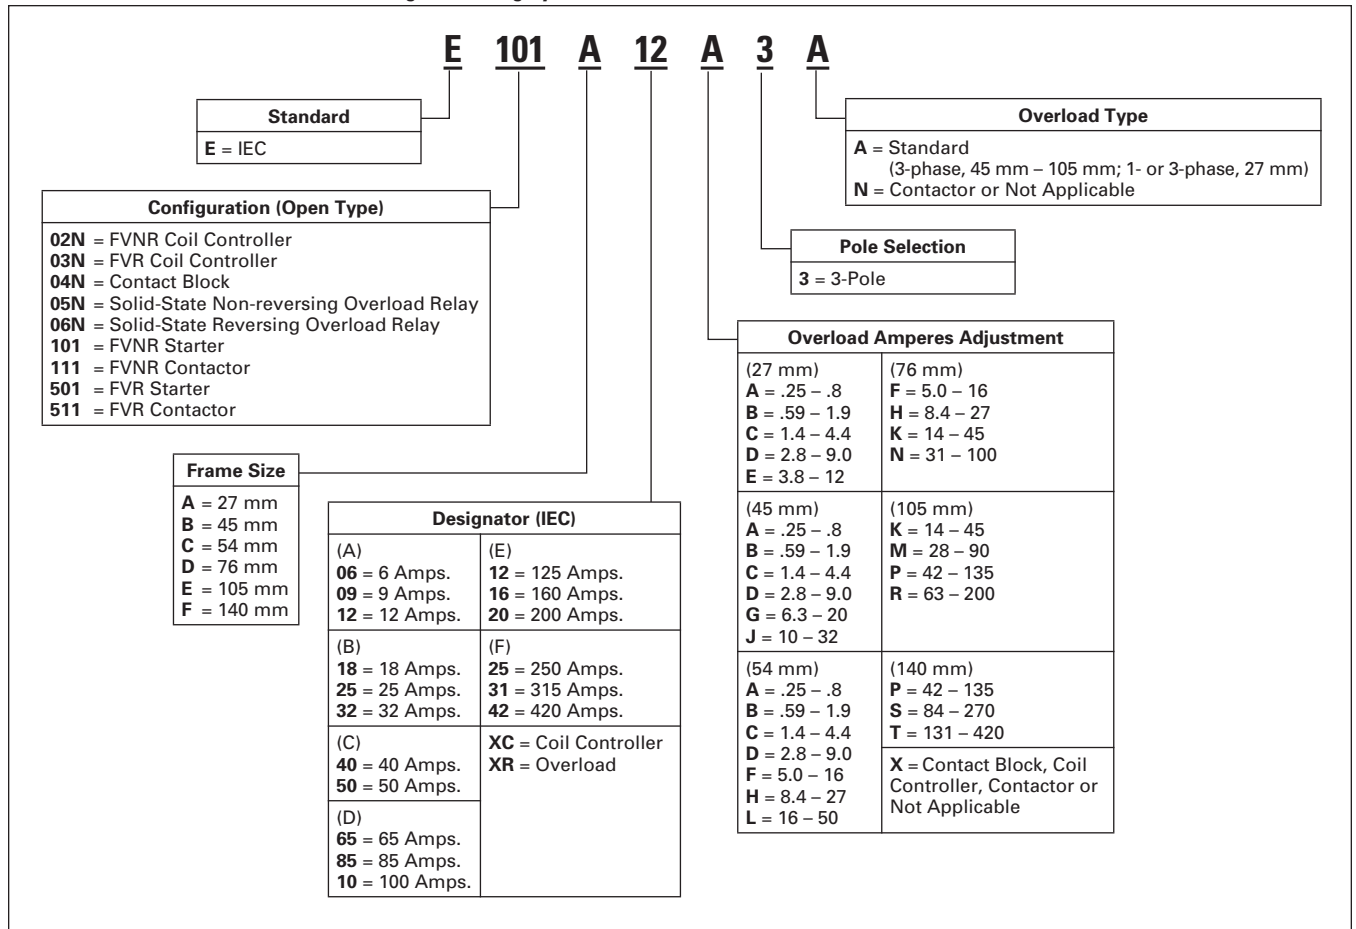 E 101 A 12 A 3 A
Standard
E = IEC
Configuration (Open Type)
02N = FVNR Coil Controller
03N = FVR Coil Controller
04N = Contact Block
05N = Solid-State Non-reversing Overload Relay
06N = Solid-State Reversing Overload Relay
101 = FVNR Starter
111 = FVNR Contactor
501 = FVR Starter
511 = FVR Contactor
Frame Size
A = 27 mm
B = 45 mm
C = 54 mm
D = 76 mm
E = 105 mm
F = 140 mm
Designator (IEC)
(A)
06 = 6 Amps.
09 = 9 Amps.
12 = 12 Amps.
(B)
18 = 18 Amps.
25 = 25 Amps.
32 = 32 Amps.
(C)
40 = 40 Amps.
50 = 50 Amps.
(D)
65 = 65 Amps.
85 = 85 Amps.
10 = 100 Amps.
(E)
12 = 125 Amps.
16 = 160 Amps.
20 = 200 Amps.
(F)
25 = 250 Amps.
31 = 315 Amps.
42 = 420 Amps.
XC = Coil Controller
XR = Overload
Overload Type
A = Standard
(3-phase, 45 mm – 105 mm; 1- or 3-phase, 27 mm)
N = Contactor or Not Applicable
Pole Selection
3 = 3-Pole
Overload Amperes Adjustment
(27 mm)
A = .25 – .8
B = .59 – 1.9
C = 1.4 – 4.4
D = 2.8 – 9.0
E = 3.8 – 12
(45 mm)
A = .25 – .8
B = .59 – 1.9
C = 1.4 – 4.4
D = 2.8 – 9.0
G = 6.3 – 20
J = 10 – 32
(54 mm)
A = .25 – .8
B = .59 – 1.9
C = 1.4 – 4.4
D = 2.8 – 9.0
F = 5.0 – 16
H = 8.4 – 27
L = 16 – 50
(76 mm)
F = 5.0 – 16
H = 8.4 – 27
K = 14 – 45
N = 31 – 100
(105 mm)
K = 14 – 45
M = 28 – 90
P = 42 – 135
R = 63 – 200
(140 mm)
P = 42 – 135
S = 84 – 270
T = 131 – 420
X = Contact Block, Coil
Controller, Contactor or
Not Applicable